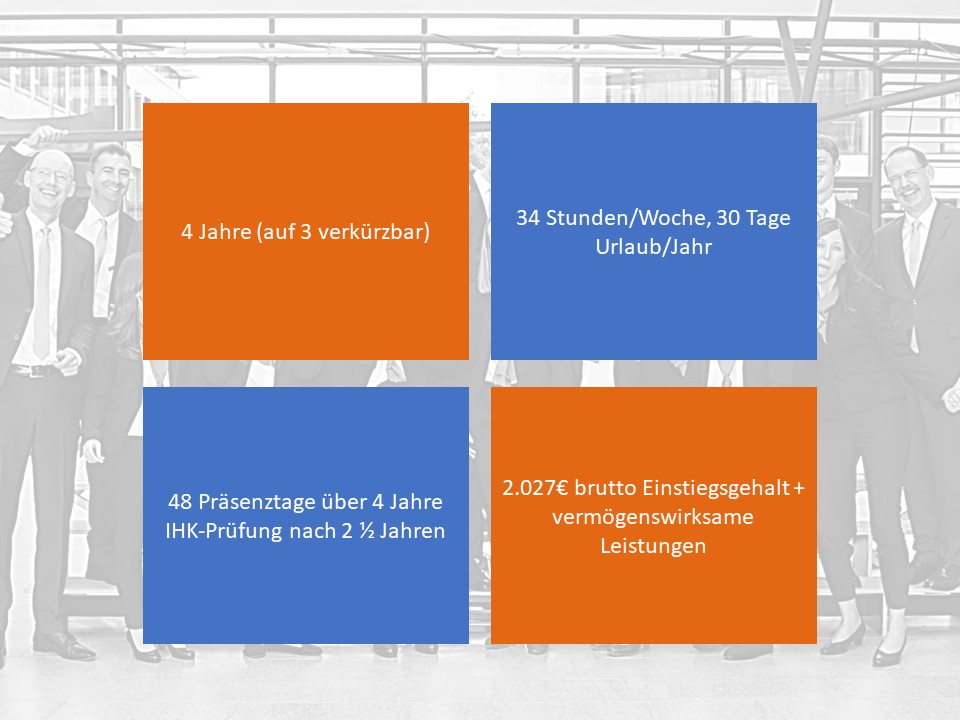 4 Jahre (auf 3 verkürzbar)
34 Stunden/Woche, 30 Tage
Urlaub/Jahr
48 Präsenztage über 4 Jahre
IHK-Prüfung nach 2 ½ Jahren
2.027€ brutto Einstiegsgehalt +
vermögenswirksame
Leistungen